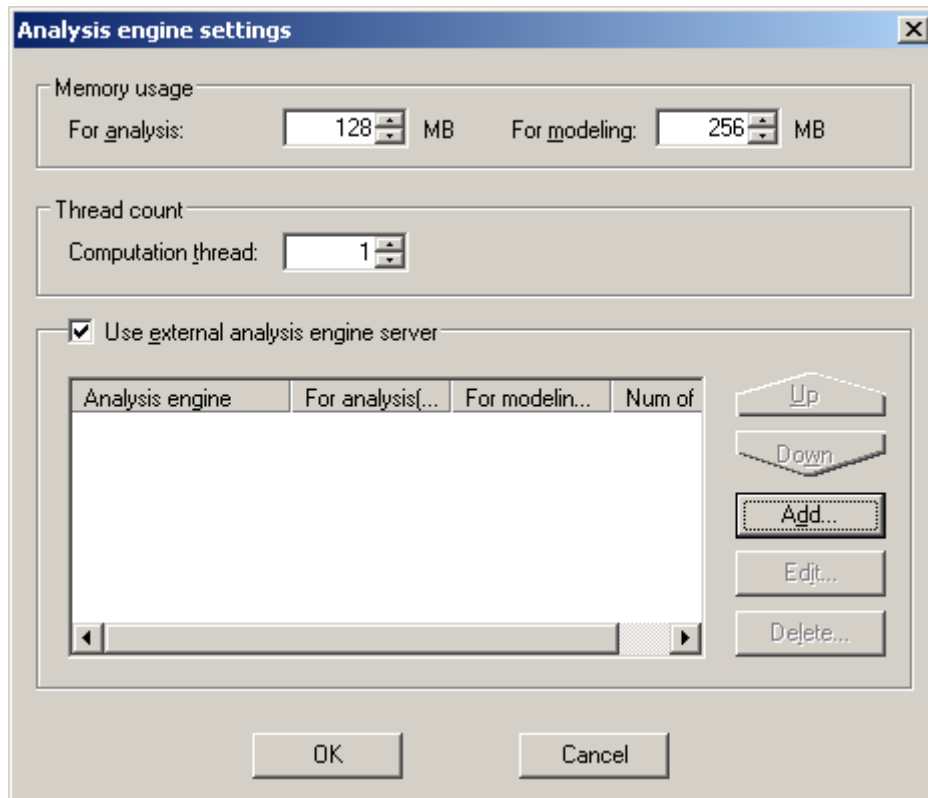 Analysis engine settings
Memory usage
For analysis: 128 MB For modeling: 256 MB
Thread count
Computation thread: 1
Use external analysis engine server
Analysis engine For analysis(... For modelin... Num of
Up
Down
Add...
Edit...
Delete...
OK Cancel